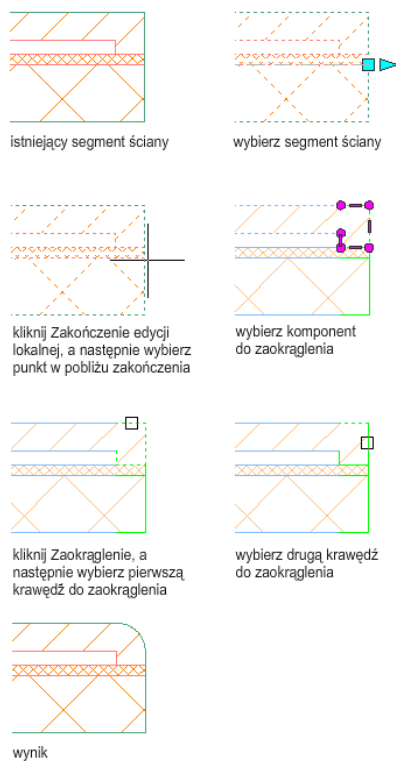 istniejący segment ściany
wybierz segment ściany
kliknij Zakończenie edycji
lokalnej, a następnie wybierz
punkt w pobliżu zakończenia
wybierz komponent
do zaokrąglenia
kliknij Zaokrąglenie, a
następnie wybierz pierwszą
krawędź do zaokrąglenia
wybierz drugą krawędź
do zaokrąglenia
wynik